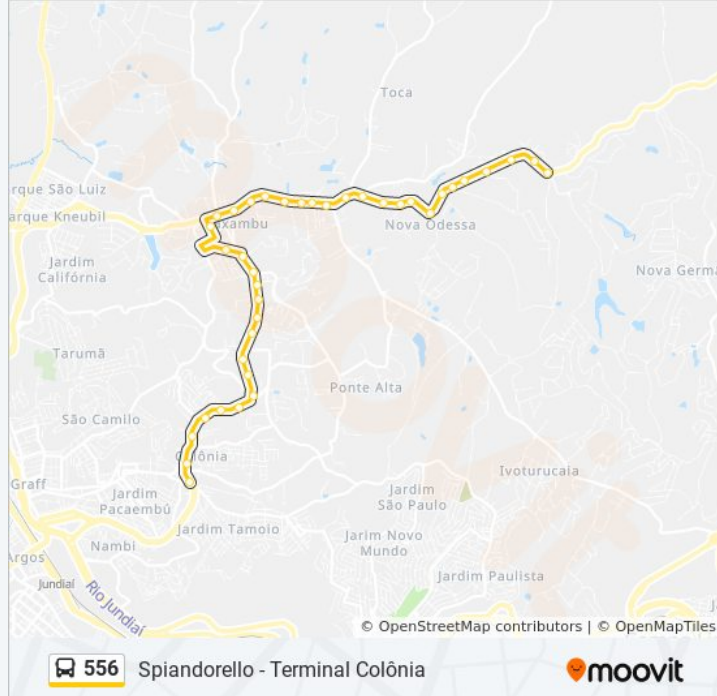 Toca
arque São Luiz
arque Kneubil
axambu
Nova Odessa
Jardim
Califórnia
Nova Germa
Tarumã
Ponte Alta
São Camilo
Colônia
Ivoturucaia
Graff
Jardim
Pacaembú
Jardim
São Paulo
Jardim Tamoio
Nambi
Jarim Novo
Mundo
Argos
Jundiaí
Rio Jundiaí
Jardim Paulista
© OpenStreetMap contributors | © OpenMapTiles
556 Spiandorello - Terminal Colônia
moovit